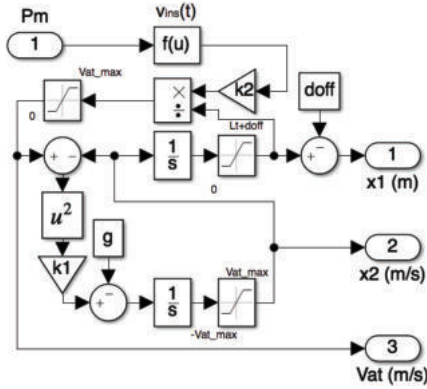 Pm
v_ins(t)
1
f(u)
Vat_max
k2
doff
×
÷
0
Lt+doff
+ -
1
s
+ -
1
x1 (m)
0
u²
g
2
x2 (m/s)
k1
Vat_max
+ -
1
s
-Vat_max
3
Vat (m/s)